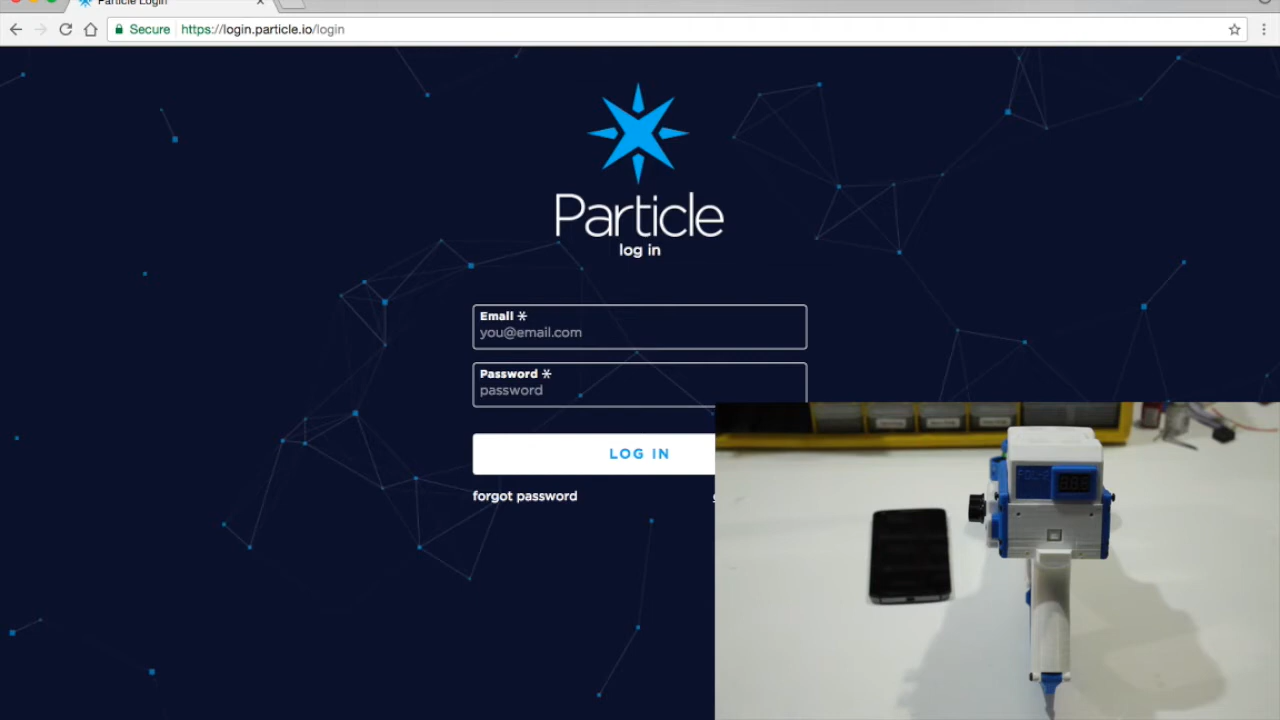 Particle Login
Secure
https://login.particle.io/login
Particle
log in
Email *
you@email.com
Password *
password
LOG IN
forgot password